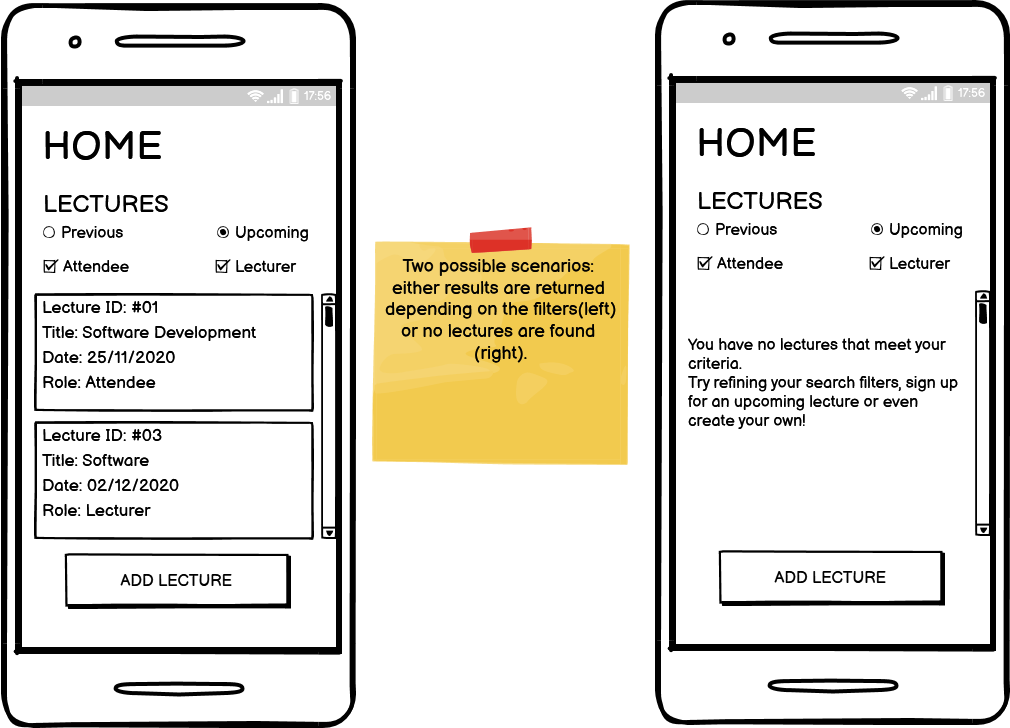 17:56
HOME
LECTURES
Previous Upcoming
Attendee Lecturer
Lecture ID: #01
Title: Software Development
Date: 25/11/2020
Role: Attendee
Lecture ID: #03
Title: Software
Date: 02/12/2020
Role: Lecturer
ADD LECTURE
Two possible scenarios:
either results are returned
depending on the filters(left)
or no lectures are found
(right).
17:56
HOME
LECTURES
Previous Upcoming
Attendee Lecturer
You have no lectures that meet your
criteria.
Try refining your search filters, sign up
for an upcoming lecture or even
create your own!
ADD LECTURE